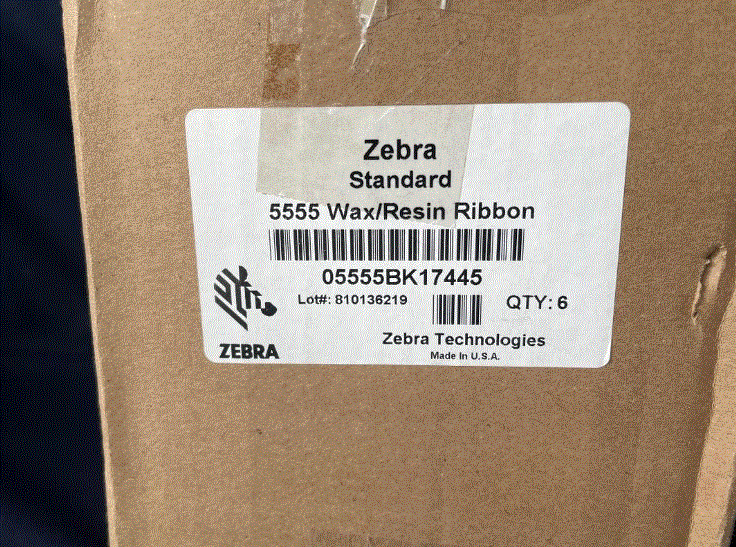 Zebra
Standard
5555 Wax/Resin Ribbon
05555BK17445
Lot#: 810136219
QTY: 6
ZEBRA
Zebra Technologies
Made In U.S.A.